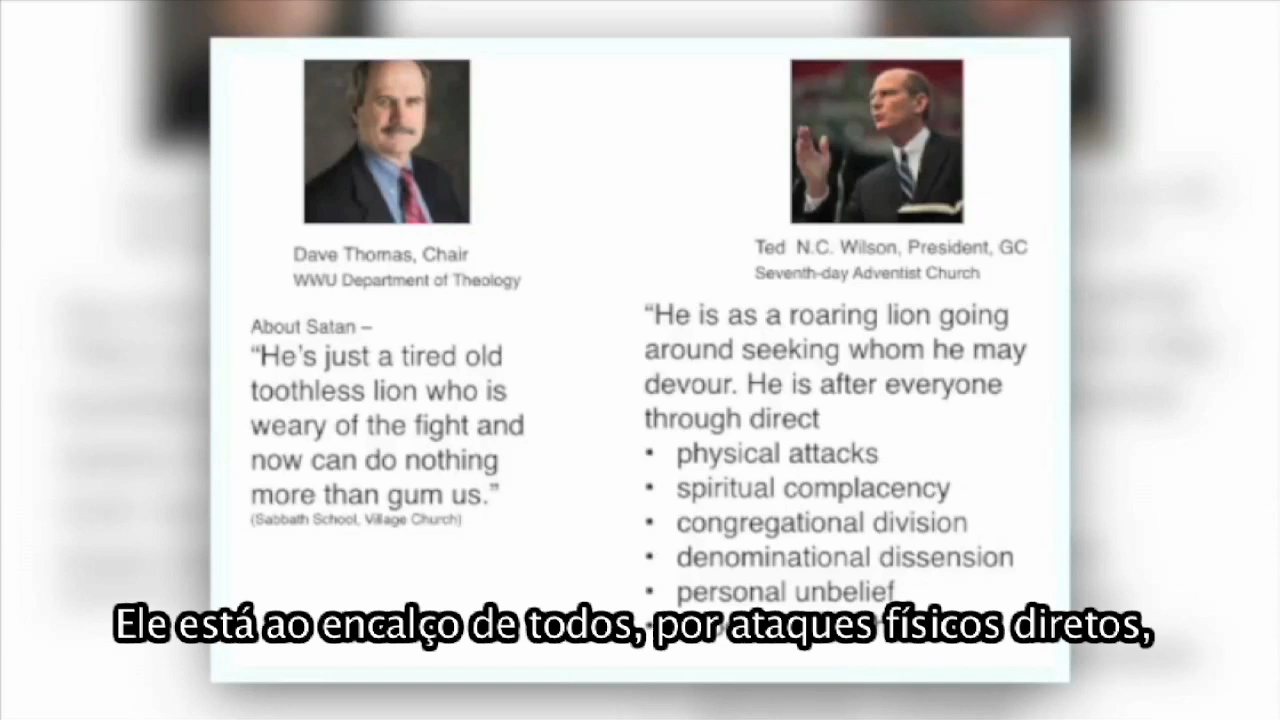 Dave Thomas, Chair
WWU Department of Theology
About Satan –
“He’s just a tired old
toothless lion who is
weary of the fight and
now can do nothing
more than gum us.”
(Sabbath School, Village Church)
Ted N.C. Wilson, President, GC
Seventh-day Adventist Church
“He is as a roaring lion going
around seeking whom he may
devour. He is after everyone
through direct
• physical attacks
• spiritual complacency
• congregational division
• denominational dissension
• personal unbelief
Ele está ao encalço de todos, por ataques físicos diretos,